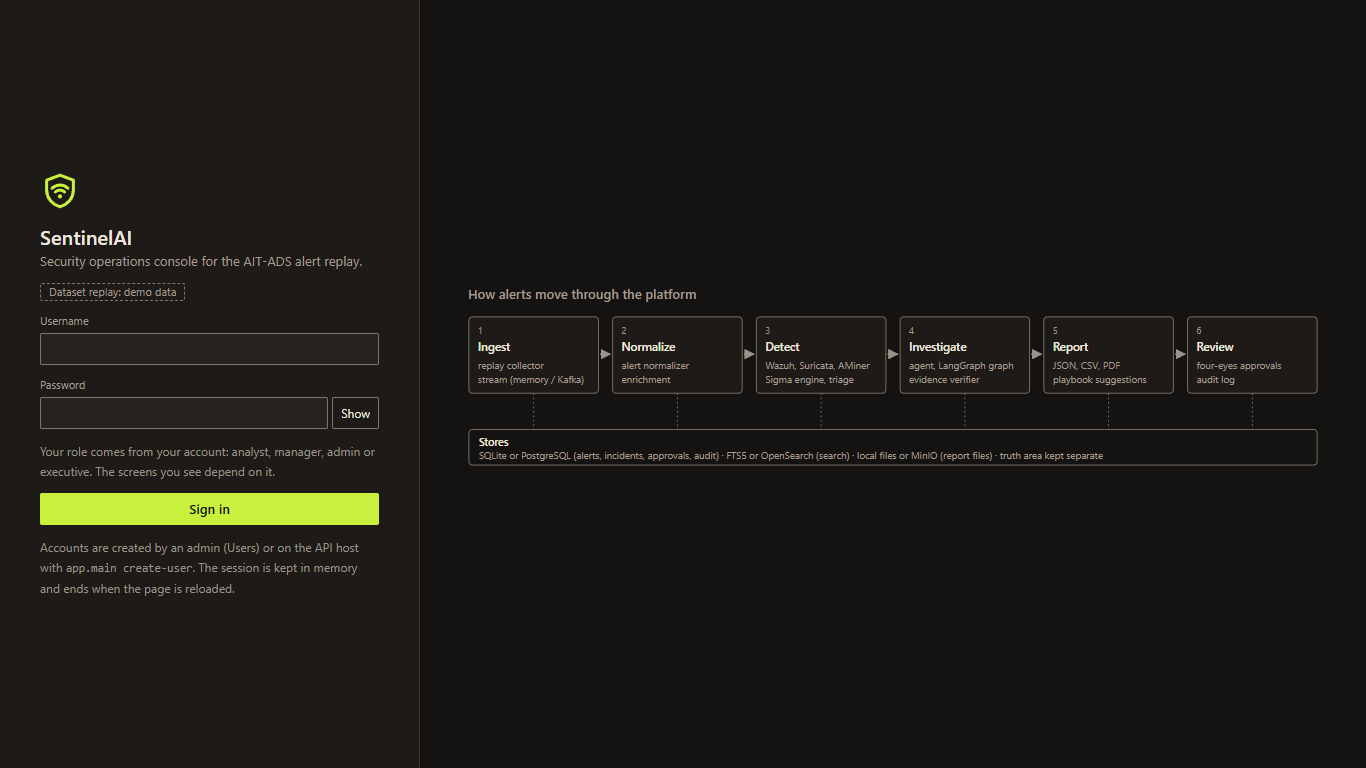 SentinelAI
Security operations console for the AIT-ADS alert replay.
Dataset replay: demo data
Username
Password
Show
Your role comes from your account: analyst, manager, admin or
executive. The screens you see depend on it.
Sign in
Accounts are created by an admin (Users) or on the API host
with app.main create-user. The session is kept in memory
and ends when the page is reloaded.
How alerts move through the platform
1
Ingest
replay collector
stream (memory / Kafka)
2
Normalize
alert normalizer
enrichment
3
Detect
Wazuh, Suricata, AMiner
Sigma engine, triage
4
Investigate
agent, LangGraph graph
evidence verifier
5
Report
JSON, CSV, PDF
playbook suggestions
6
Review
four-eyes approvals
audit log
Stores
SQLite or PostgreSQL (alerts, incidents, approvals, audit) · FTS5 or OpenSearch (search) · local files or MinIO (report files) · truth area kept separate